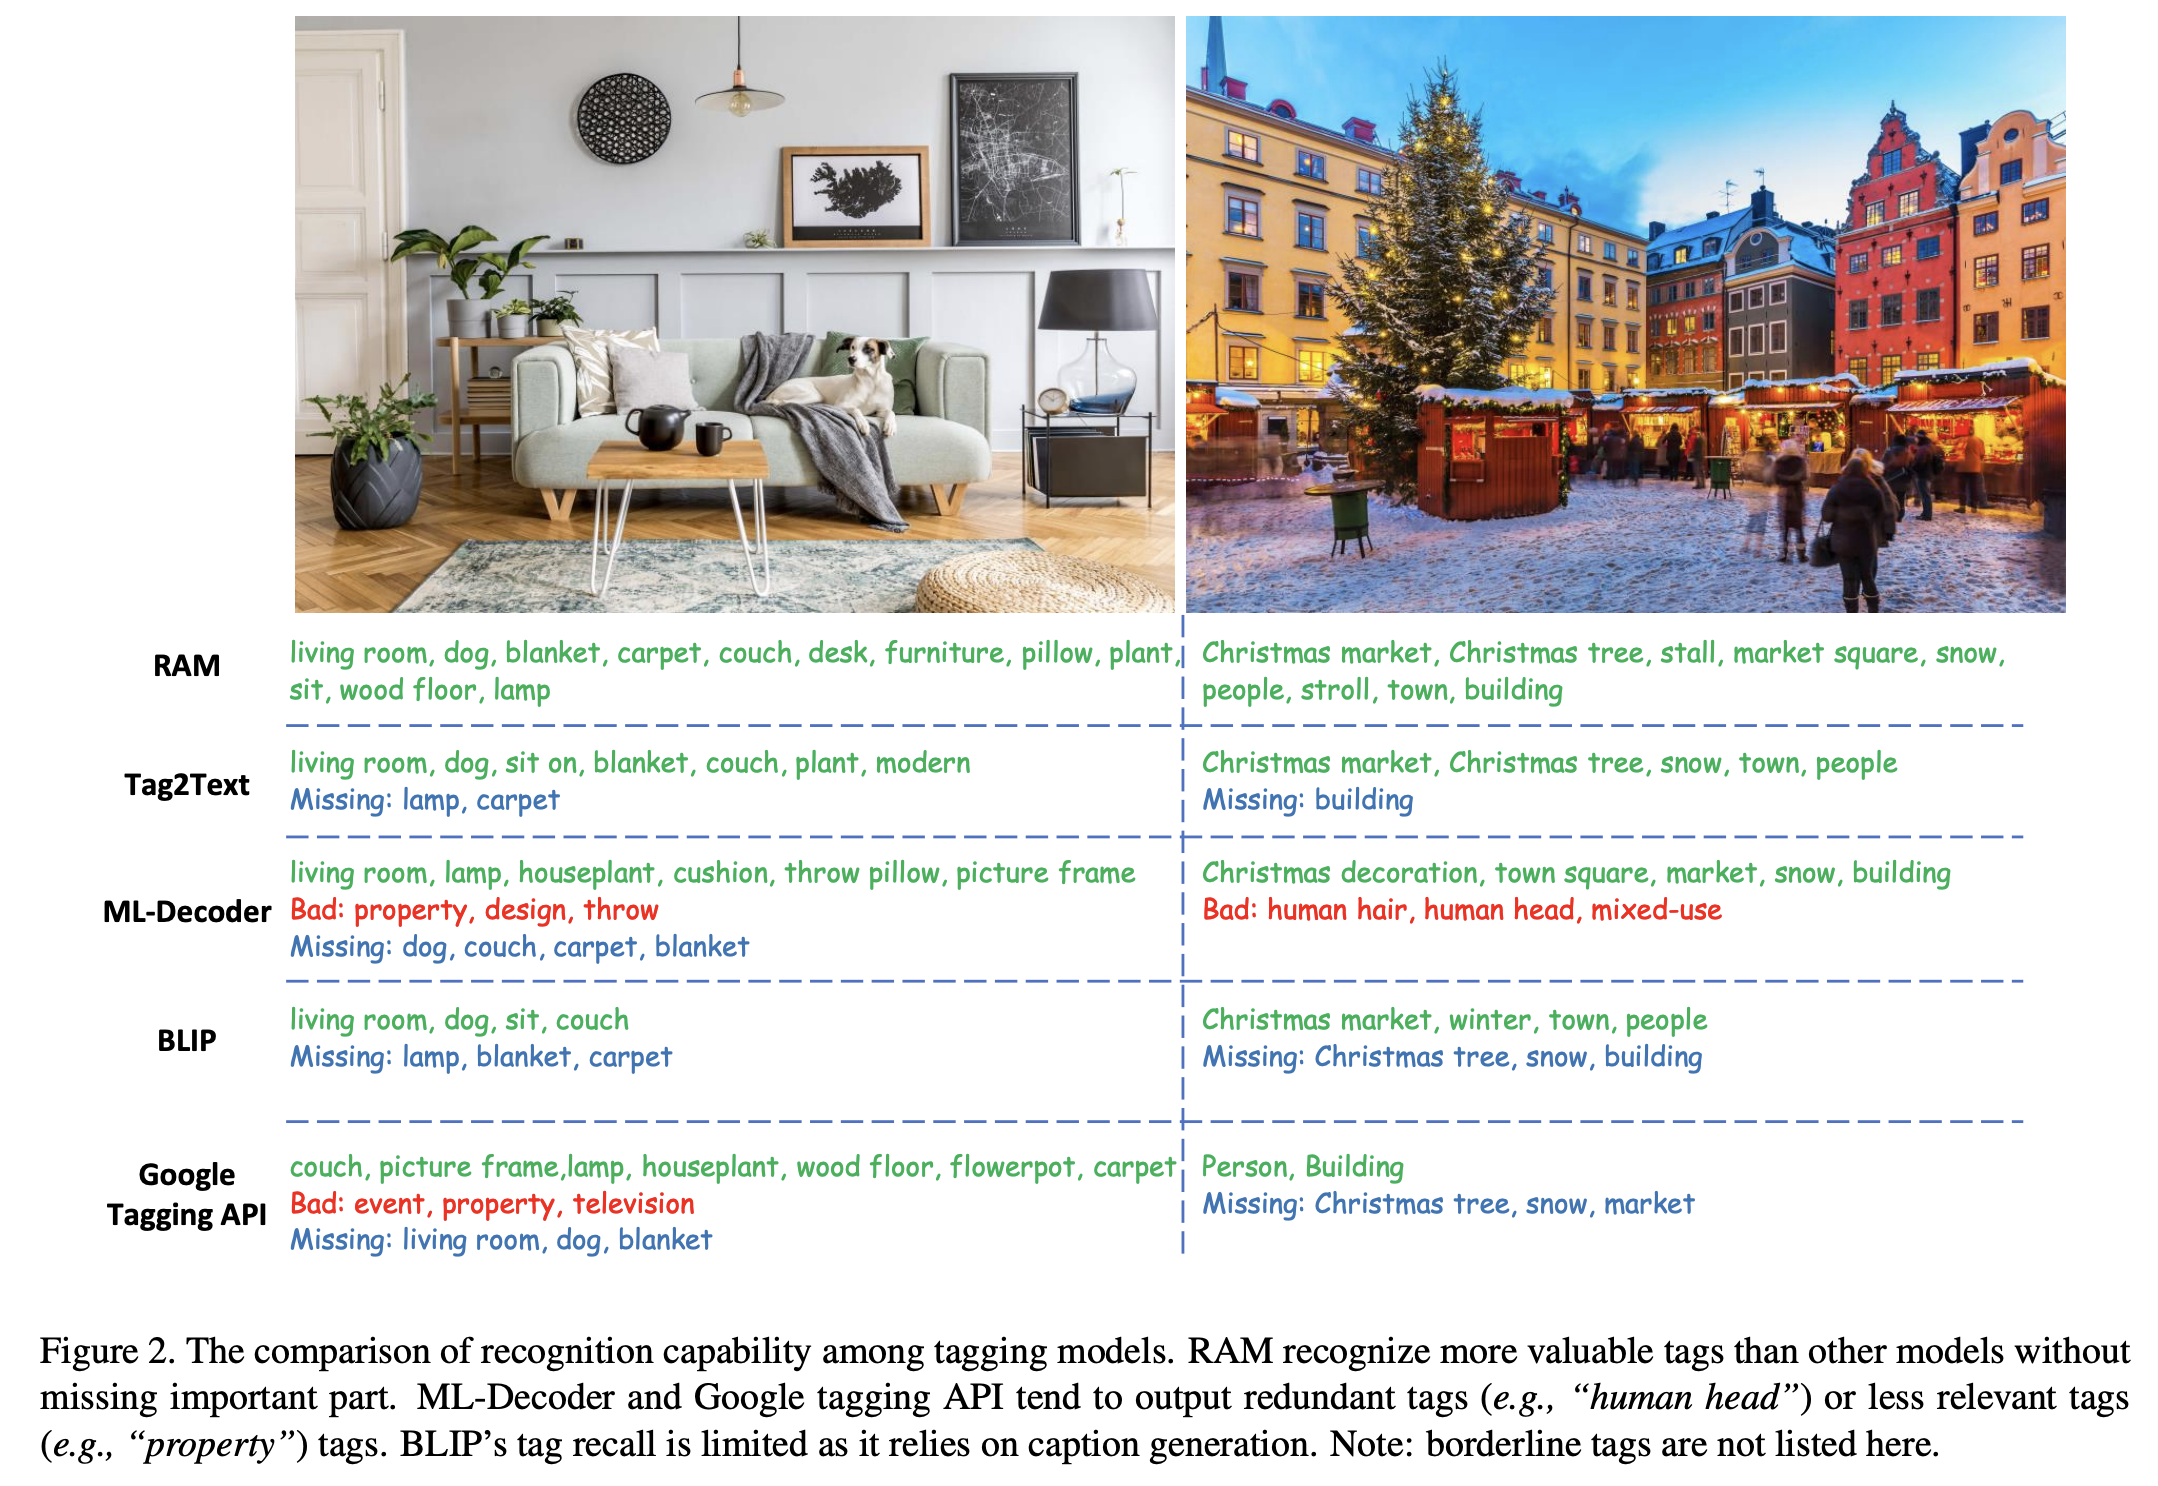 RAM
living room, dog, blanket, carpet, couch, desk, furniture, pillow, plant,
sit, wood floor, lamp
Christmas market, Christmas tree, stall, market square, snow,
people, stroll, town, building
Tag2Text
living room, dog, sit on, blanket, couch, plant, modern
Missing: lamp, carpet
Christmas market, Christmas tree, snow, town, people
Missing: building
ML-Decoder
living room, lamp, houseplant, cushion, throw pillow, picture frame
Bad: property, design, throw
Missing: dog, couch, carpet, blanket
Christmas decoration, town square, market, snow, building
Bad: human hair, human head, mixed-use
BLIP
living room, dog, sit, couch
Missing: lamp, blanket, carpet
Christmas market, winter, town, people
Missing: Christmas tree, snow, building
Google
Tagging API
couch, picture frame,lamp, houseplant, wood floor, flowerpot, carpet
Bad: event, property, television
Missing: living room, dog, blanket
Person, Building
Missing: Christmas tree, snow, market
Figure 2. The comparison of recognition capability among tagging models. RAM recognize more valuable tags than other models without
missing important part. ML-Decoder and Google tagging API tend to output redundant tags (e.g., “human head”) or less relevant tags
(e.g., “property”) tags. BLIP’s tag recall is limited as it relies on caption generation. Note: borderline tags are not listed here.